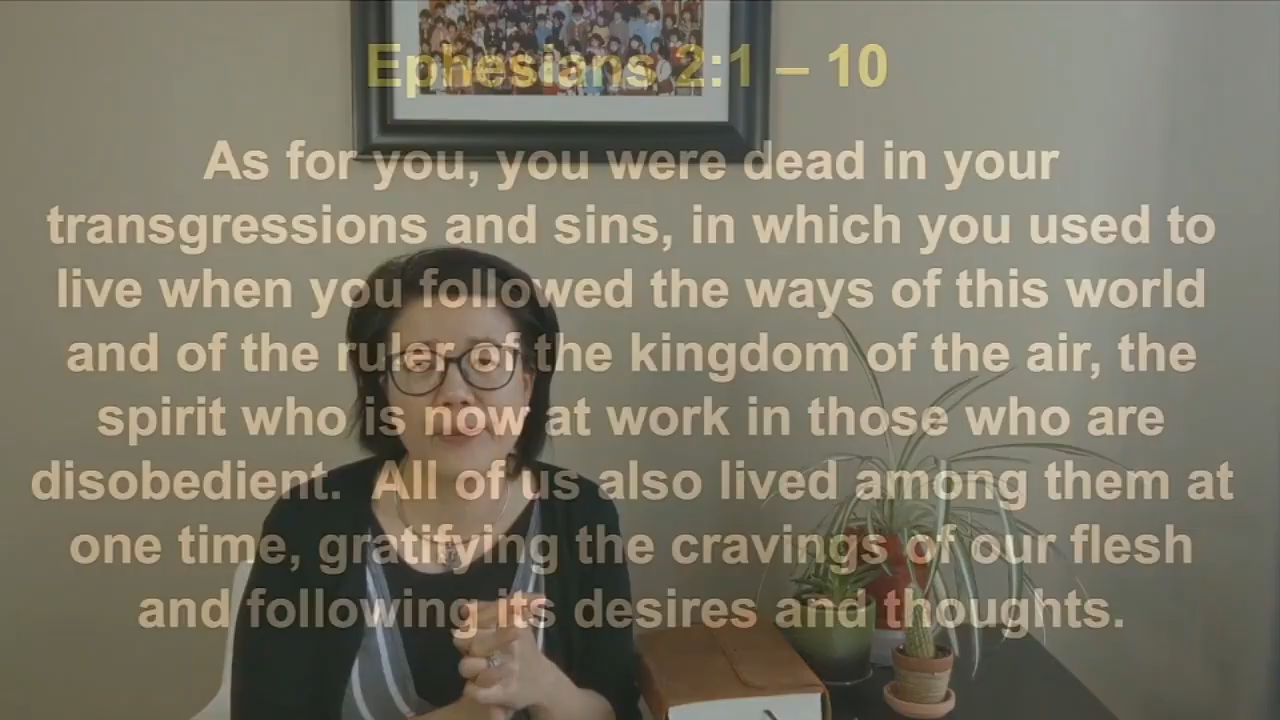 Ephesians 2:1 – 10
As for you, you were dead in your
transgressions and sins, in which you used to
live when you followed the ways of this world
and of the ruler of the kingdom of the air, the
spirit who is now at work in those who are
disobedient.  All of us also lived among them at
one time, gratifying the cravings of our flesh
and following its desires and thoughts.